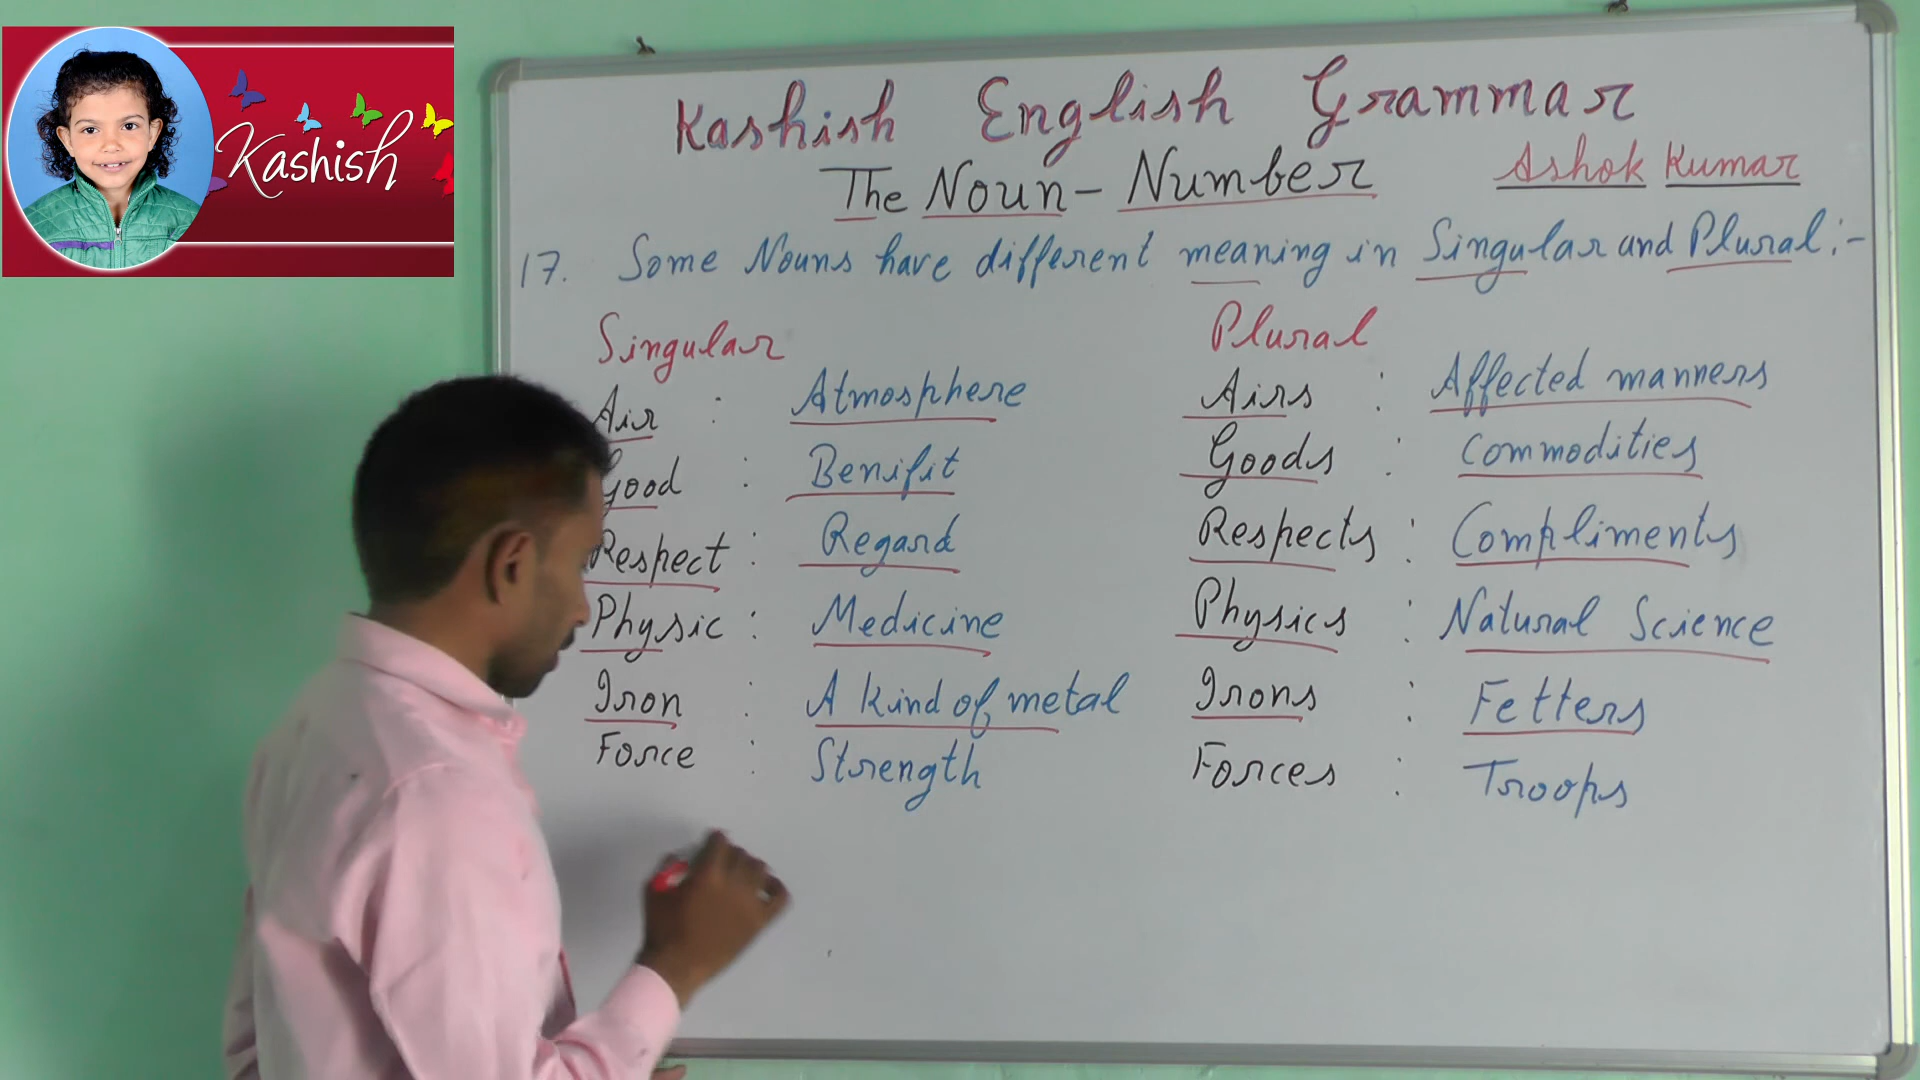 Kashish
Kashish English Grammar
The Noun - Number
Ashok Kumar
17. Some Nouns have different meaning in Singular and Plural :-
Singular Plural
Air : Atmosphere Airs : Affected manners
Good : Benifit Goods : Commodities
Respect : Regard Respects : Compliments
Physic : Medicine Physics : Natural Science
Iron : A kind of metal Irons : Fetters
Force : Strength Forces : Troops